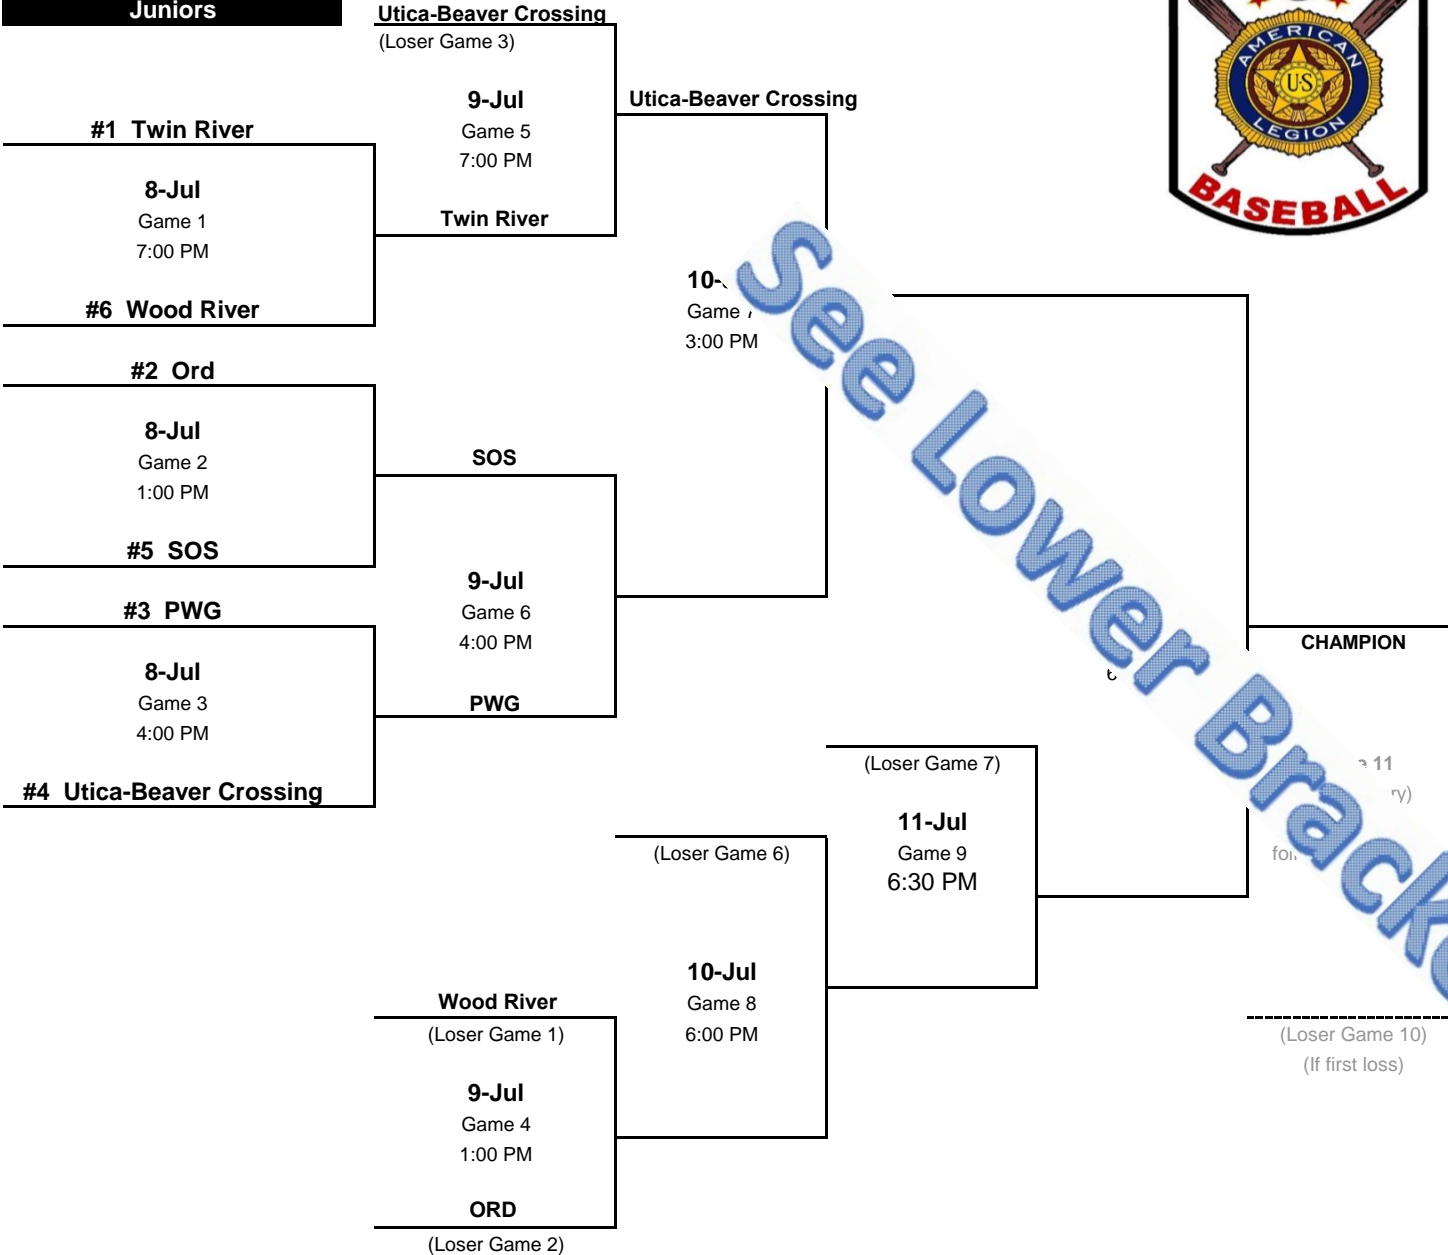 Juniors
Utica-Beaver Crossing
(Loser Game 3)
9-Jul
Game 5
7:00 PM
Utica-Beaver Crossing
AMERICAN
U·S
LEGION
BASEBALL
#1 Twin River
8-Jul
Game 1
7:00 PM
Twin River
#6 Wood River
10-
Game
3:00 PM
See Lower
#2 Ord
8-Jul
Game 2
1:00 PM
SOS
#5 SOS
9-Jul
Game 6
4:00 PM
#3 PWG
8-Jul
Game 3
4:00 PM
PWG
CHAMPION
#4 Utica-Beaver Crossing
(Loser Game 7)
11-Jul
Game 9
6:30 PM
11
(Loser Game 6)
10-Jul
Game 8
6:00 PM
Wood River
(Loser Game 1)
9-Jul
Game 4
1:00 PM
ORD
(Loser Game 2)
(Loser Game 10)
(If first loss)